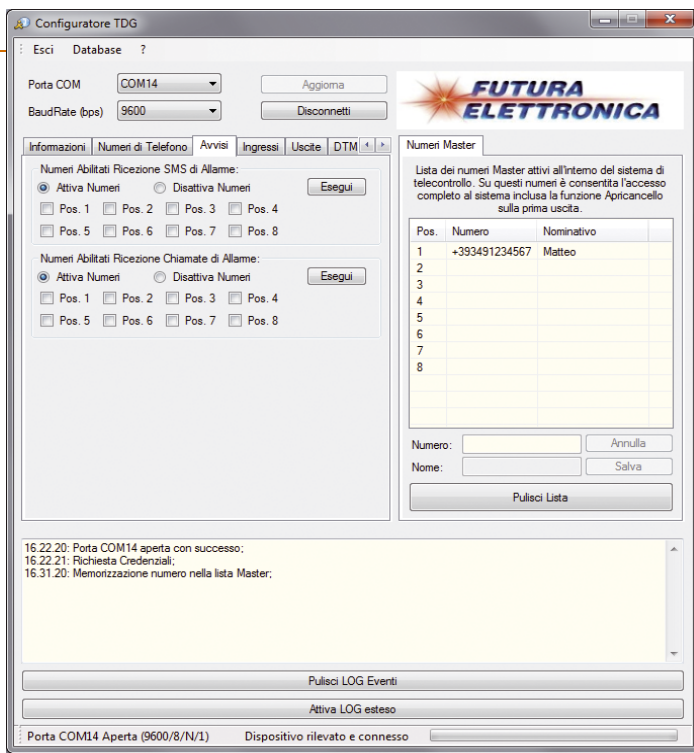 Configuratore TDG
Esci Database ?
Porta COM COM14 Aggiorna
BaudRate (bps) 9600 Disconnetti
FUTURA
ELETTRONICA
Informazioni Numeri di Telefono Avvisi Ingressi Uscite DTM
Numeri Abilitati Ricezione SMS di Allarme:
Attiva Numeri Disattiva Numeri Esegui
Pos. 1 Pos. 2 Pos. 3 Pos. 4
Pos. 5 Pos. 6 Pos. 7 Pos. 8
Numeri Abilitati Ricezione Chiamate di Allarme:
Attiva Numeri Disattiva Numeri Esegui
Pos. 1 Pos. 2 Pos. 3 Pos. 4
Pos. 5 Pos. 6 Pos. 7 Pos. 8
Numeri Master
Lista dei numeri Master attivi all'interno del sistema di
telecontrollo. Su questi numeri è consentita l'accesso
completo al sistema inclusa la funzione Apricancello
sulla prima uscita.
Pos. Numero Nominativo
1 +393491234567 Matteo
2
3
4
5
6
7
8
Numero: Annulla
Nome: Salva
Pulisci Lista
16.22.20: Porta COM14 aperta con successo;
16.22.21: Richiesta Credenziali;
16.31.20: Memorizzazione numero nella lista Master;
Pulisci LOG Eventi
Attiva LOG esteso
Porta COM14 Aperta (9600/8/N/1) Dispositivo rilevato e connesso